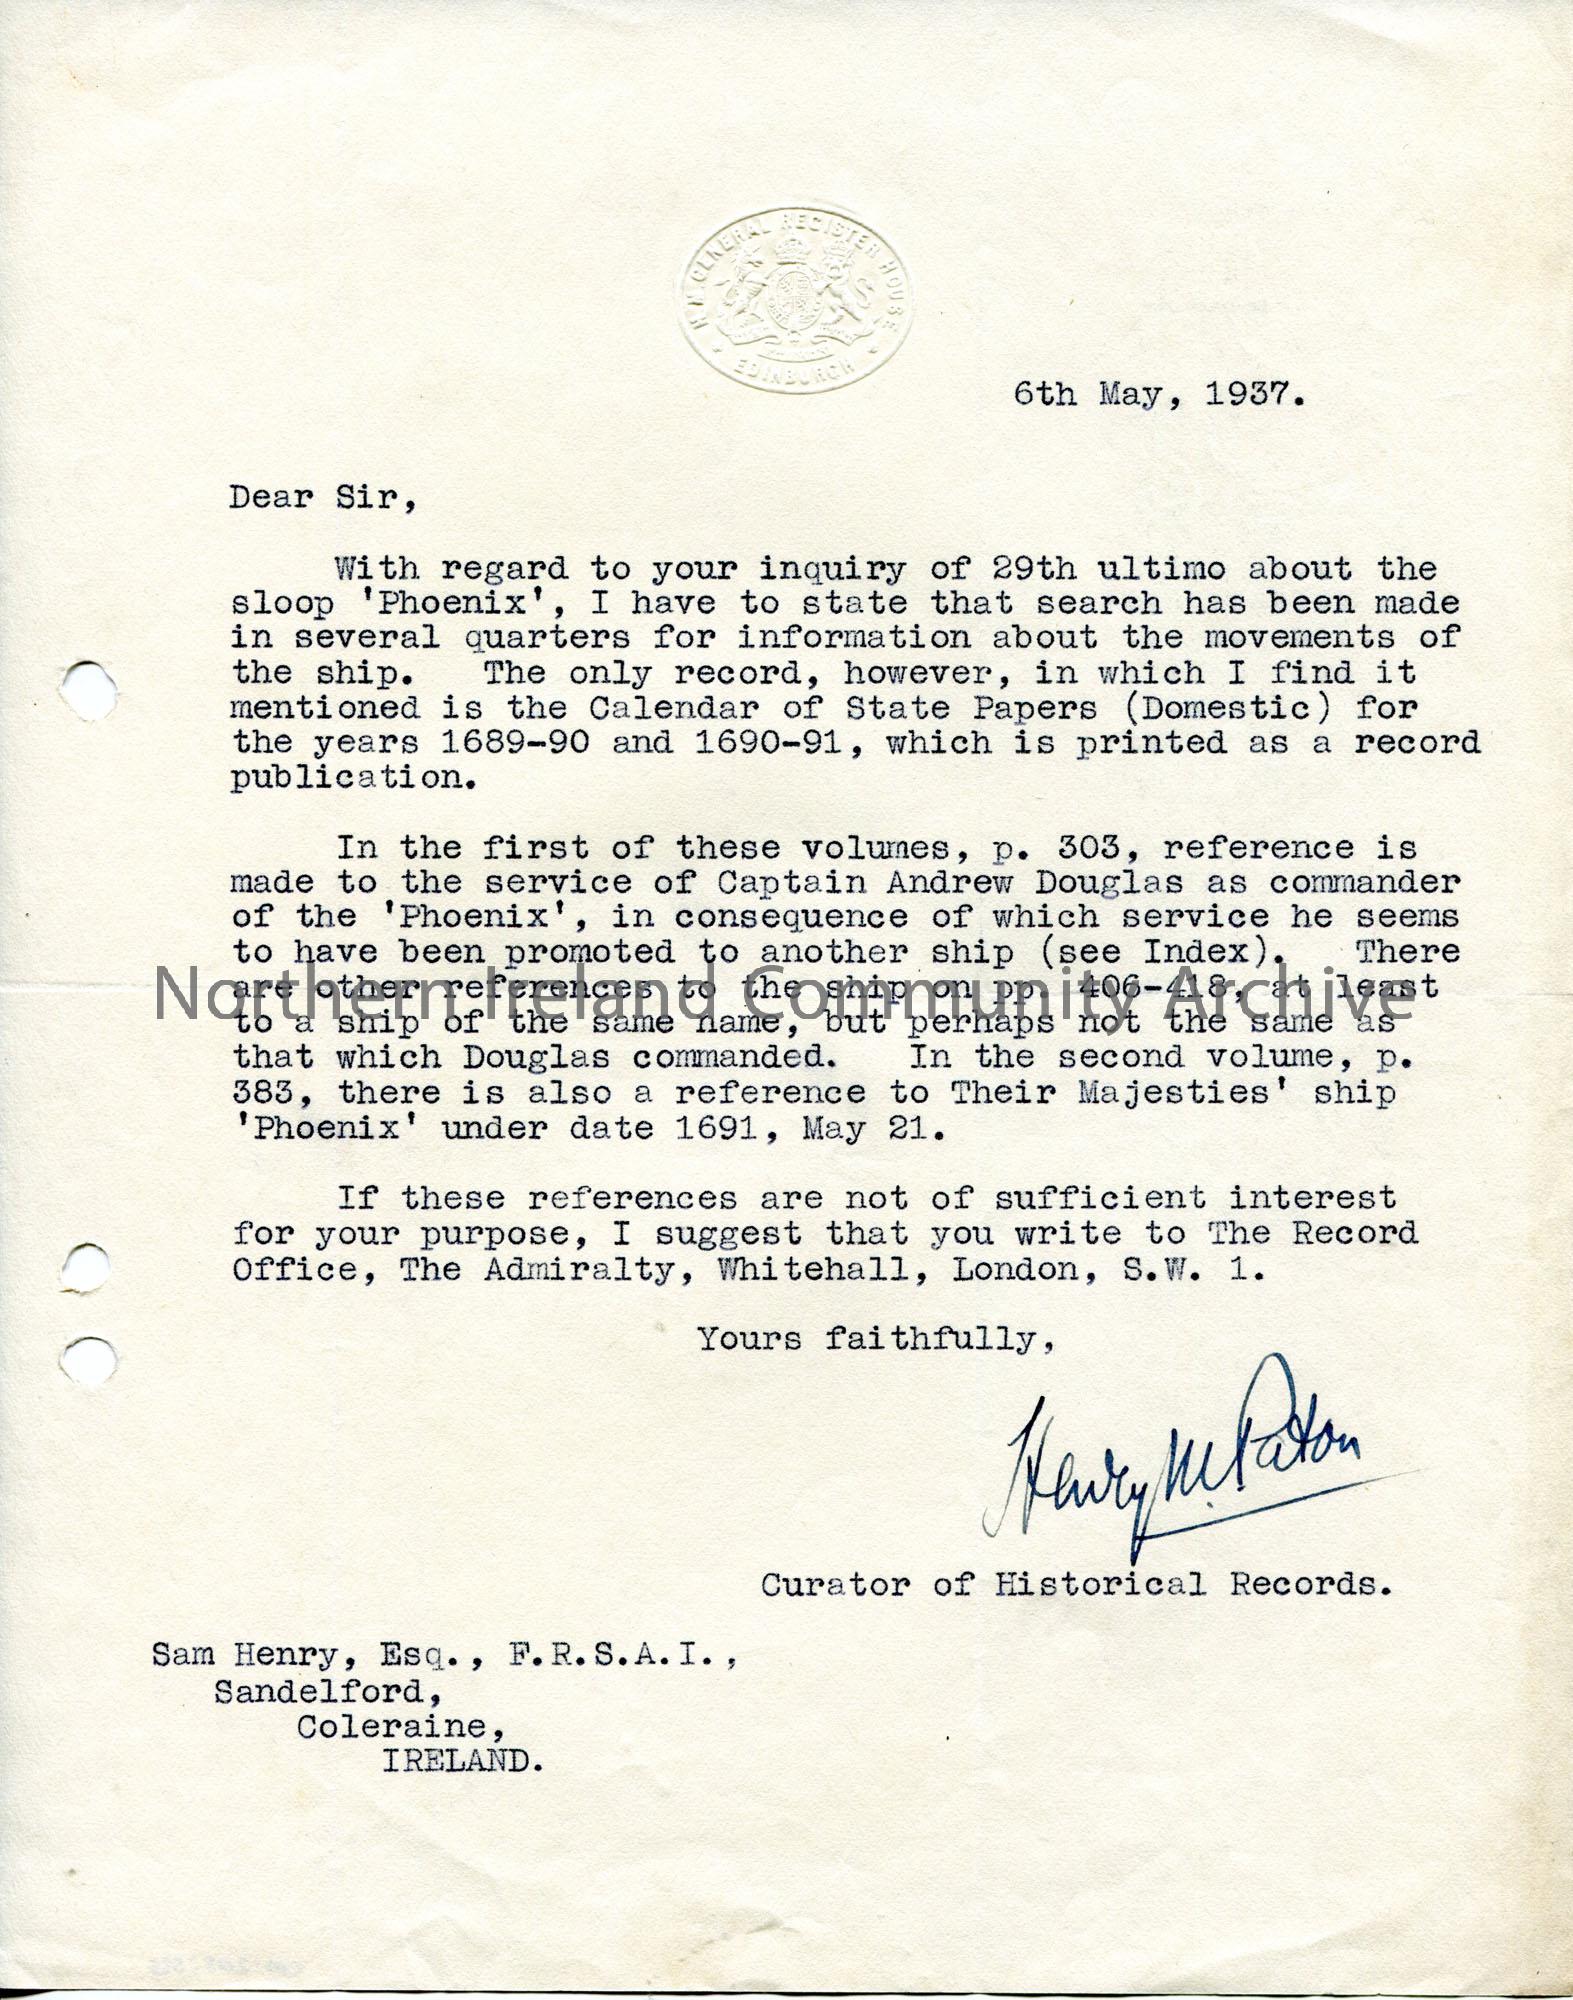 H.M. GENERAL REGISTER HOUSE
EDINBURGH
6th May, 1937.
Dear Sir,
With regard to your inquiry of 29th ultimo about the
sloop 'Phoenix', I have to state that search has been made
in several quarters for information about the movements of
the ship. The only record, however, in which I find it
mentioned is the Calendar of State Papers (Domestic) for
the years 1689-90 and 1690-91, which is printed as a record
publication.
In the first of these volumes, p. 303, reference is
made to the service of Captain Andrew Douglas as commander
of the 'Phoenix', in consequence of which service he seems
to have been promoted to another ship (see Index). There
are other references to the ship on pp. 406-418, at least
Northern Ireland Community Archive
to a ship of the same name, but perhaps not the same as
that which Douglas commanded. In the second volume, p.
383, there is also a reference to Their Majesties' ship
'Phoenix' under date 1691, May 21.
If these references are not of sufficient interest
for your purpose, I suggest that you write to The Record
Office, The Admiralty, Whitehall, London, S.W. 1.
Yours faithfully,
Henry M. Paton
Curator of Historical Records.
Sam Henry, Esq., F.R.S.A.I.,
Sandelford,
Coleraine,
IRELAND.